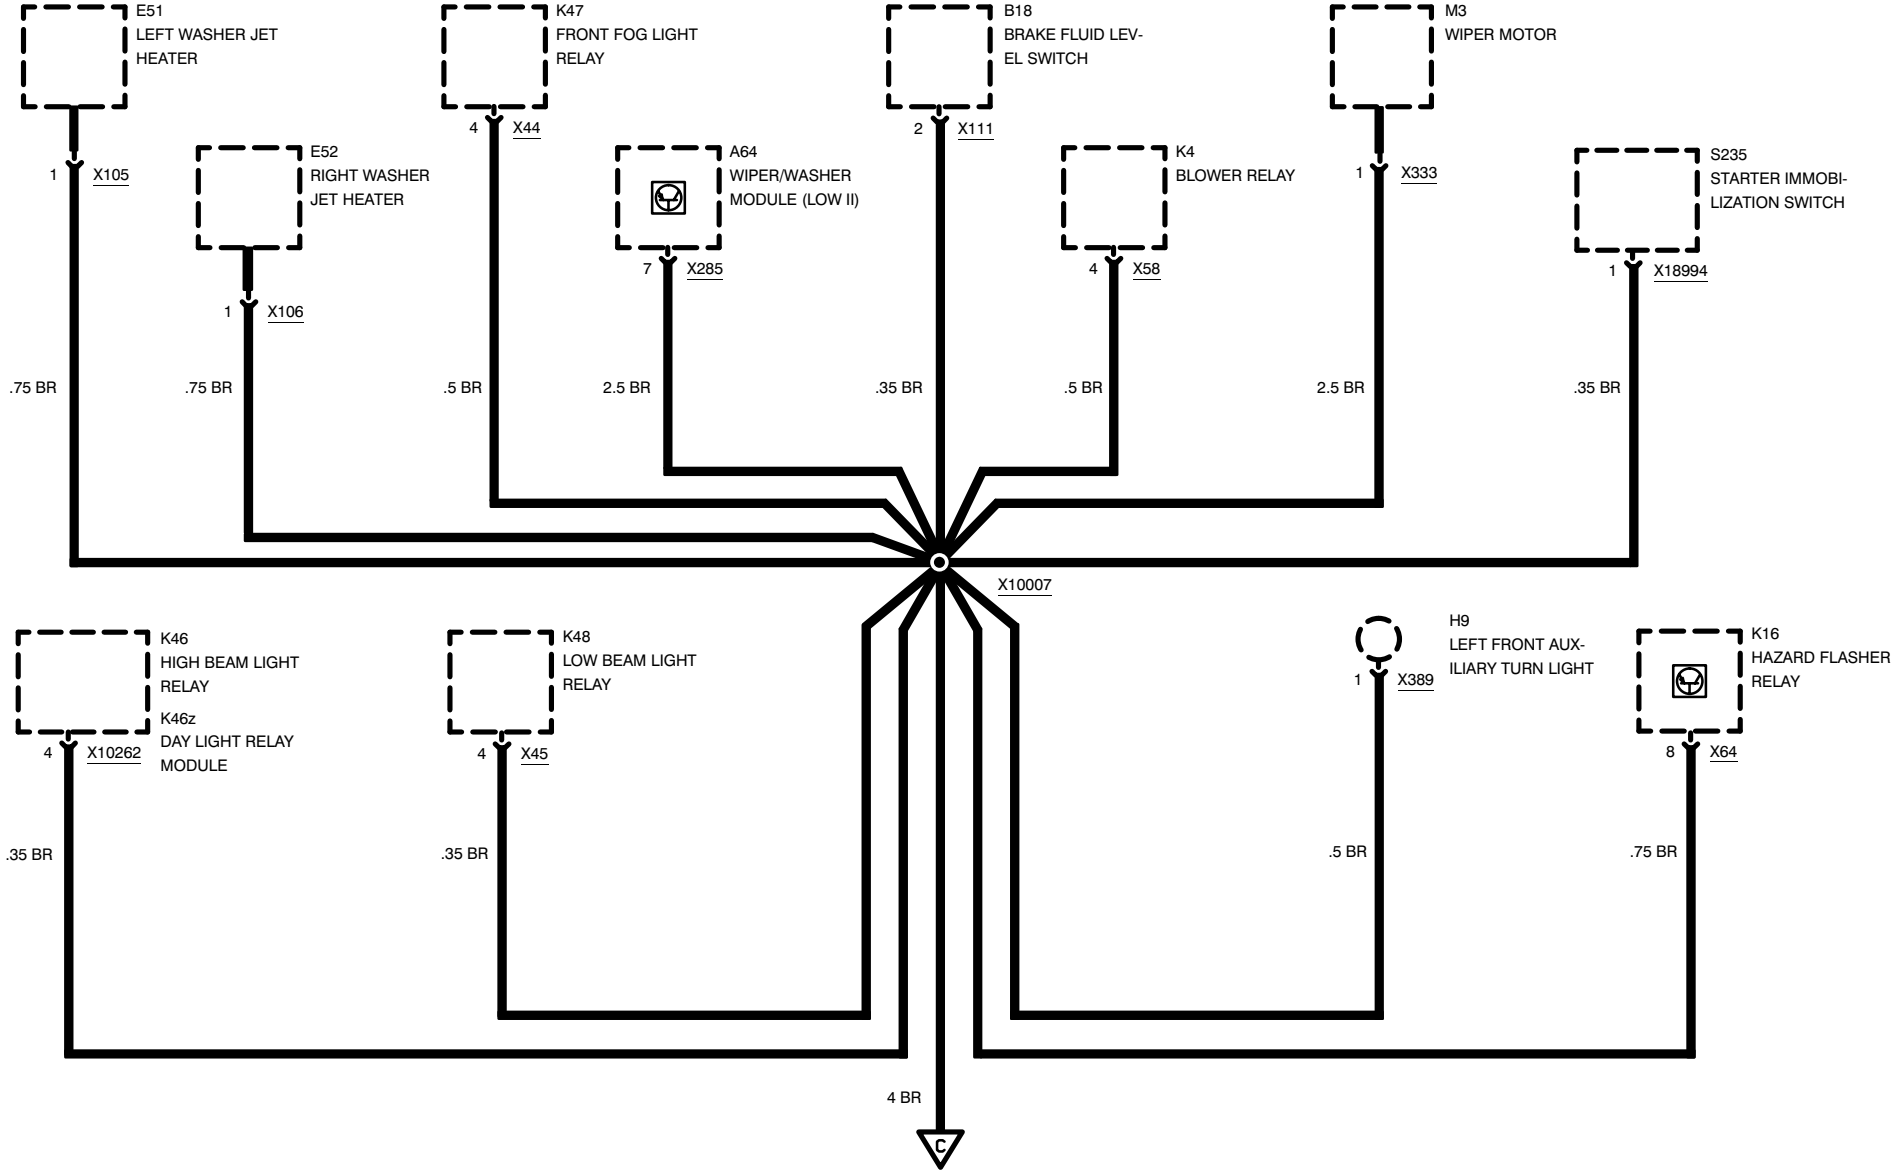 E51
LEFT WASHER JET
HEATER
1 X105
K47
FRONT FOG LIGHT
RELAY
4 X44
B18
BRAKE FLUID LEV-
EL SWITCH
2 X111
M3
WIPER MOTOR
1 X333
E52
RIGHT WASHER
JET HEATER
1 X106
A64
WIPER/WASHER
MODULE (LOW II)
7 X285
K4
BLOWER RELAY
4 X58
S235
STARTER IMMOBI-
LIZATION SWITCH
1 X18994
.75 BR
.75 BR
.5 BR
2.5 BR
.35 BR
.5 BR
2.5 BR
.35 BR
X10007
K46
HIGH BEAM LIGHT
RELAY
K46z
DAY LIGHT RELAY
MODULE
4 X10262
K48
LOW BEAM LIGHT
RELAY
4 X45
H9
LEFT FRONT AUX-
ILIARY TURN LIGHT
1 X389
K16
HAZARD FLASHER
RELAY
8 X64
.35 BR
.35 BR
.5 BR
.75 BR
4 BR
C